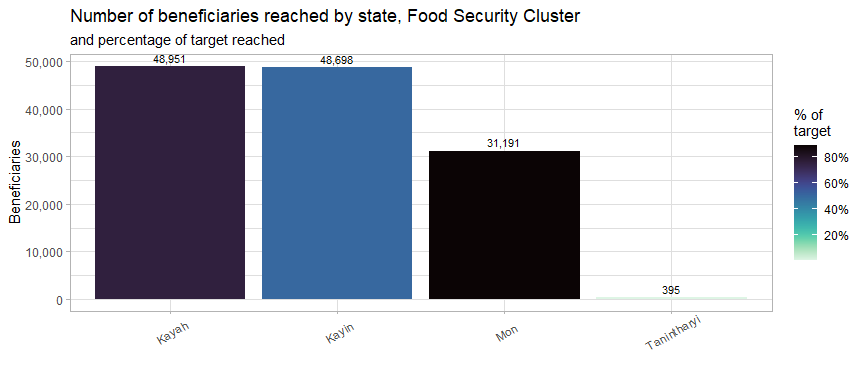 Number of beneficiaries reached by state, Food Security Cluster
and percentage of target reached
Beneficiaries
50,000
40,000
30,000
20,000
10,000
0
48,951
48,698
31,191
395
Kayah
Kayin
Mon
Tanintharyi
% of
target
80%
60%
40%
20%